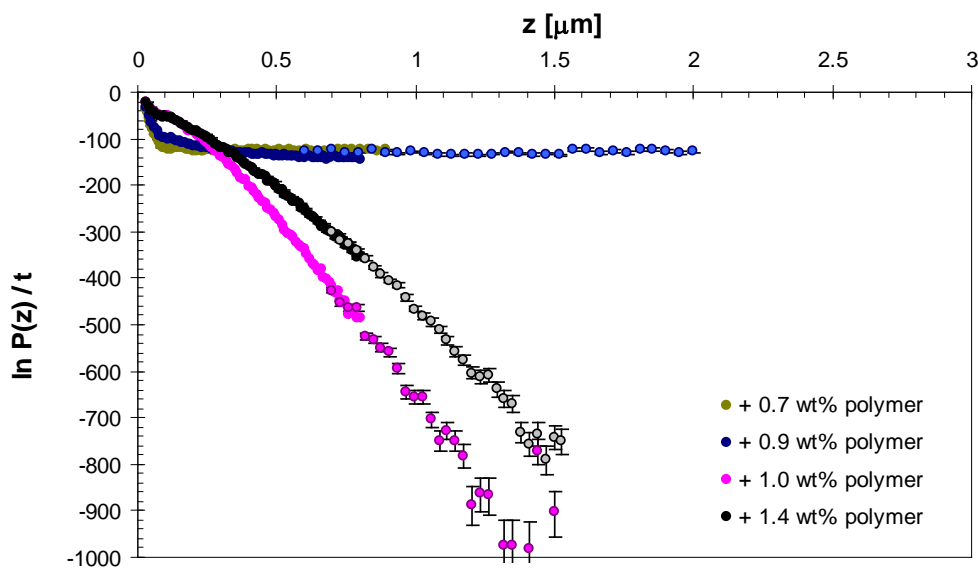 z [μm]
0 0.5 1 1.5 2 2.5 3
0
-100
-200
-300
-400
-500
-600
-700
-800
-900
-1000
ln P(z) / t
+ 0.7 wt% polymer
+ 0.9 wt% polymer
+ 1.0 wt% polymer
+ 1.4 wt% polymer